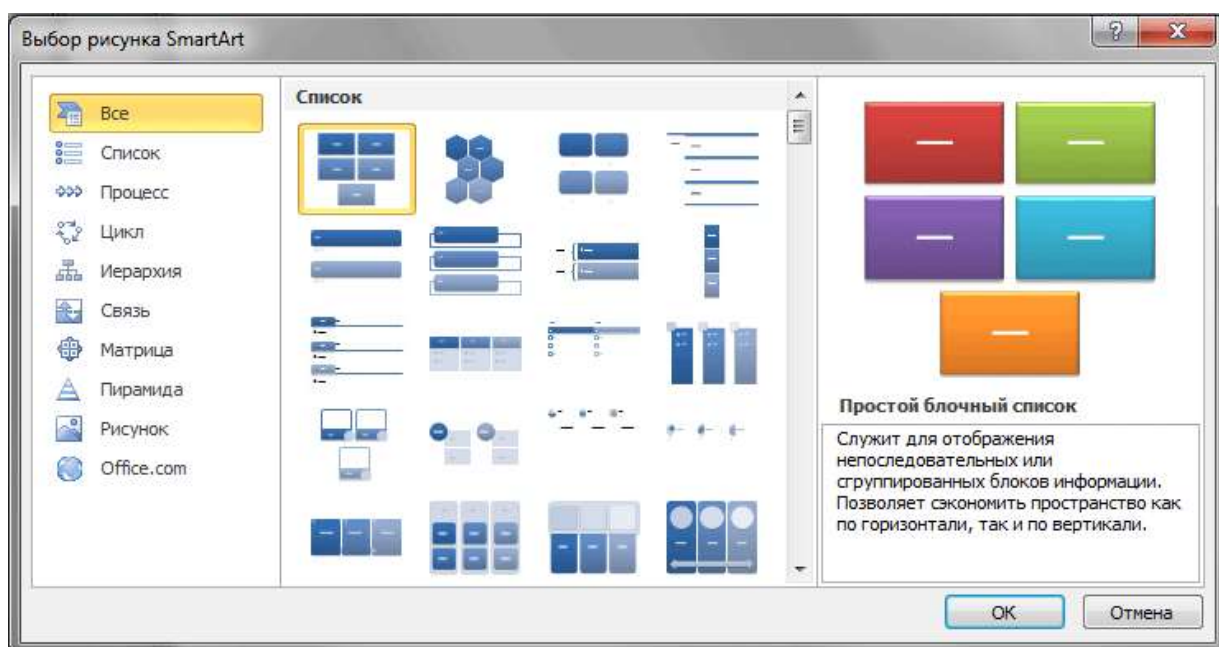 Выбор рисунка SmartArt
Все
Список
Процесс
Цикл
Иерархия
Связь
Матрица
Пирамида
Рисунок
Office.com
Список
Простой блочный список
Служит для отображения
непоследовательных или
сгруппированных блоков информации.
Позволяет сэкономить пространство как
по горизонтали, так и по вертикали.
ОК
Отмена